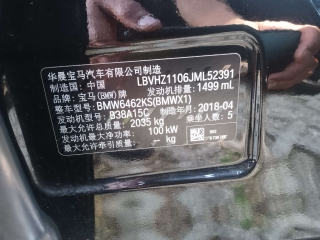 华晨宝马汽车有限公司制造
制造国：中国 LBVHZ1106JML52391
品牌：宝马(BMW)牌 发动机排量：1499 mL
整车型号：BMW6462KS(BMWX1)
发动机型号：B38A15C 制造年月：2018-04
最大允许总质量：2035 kg 乘坐人数：5
发动机最大净功率：100 kW
最大允许牵引质量：- kg